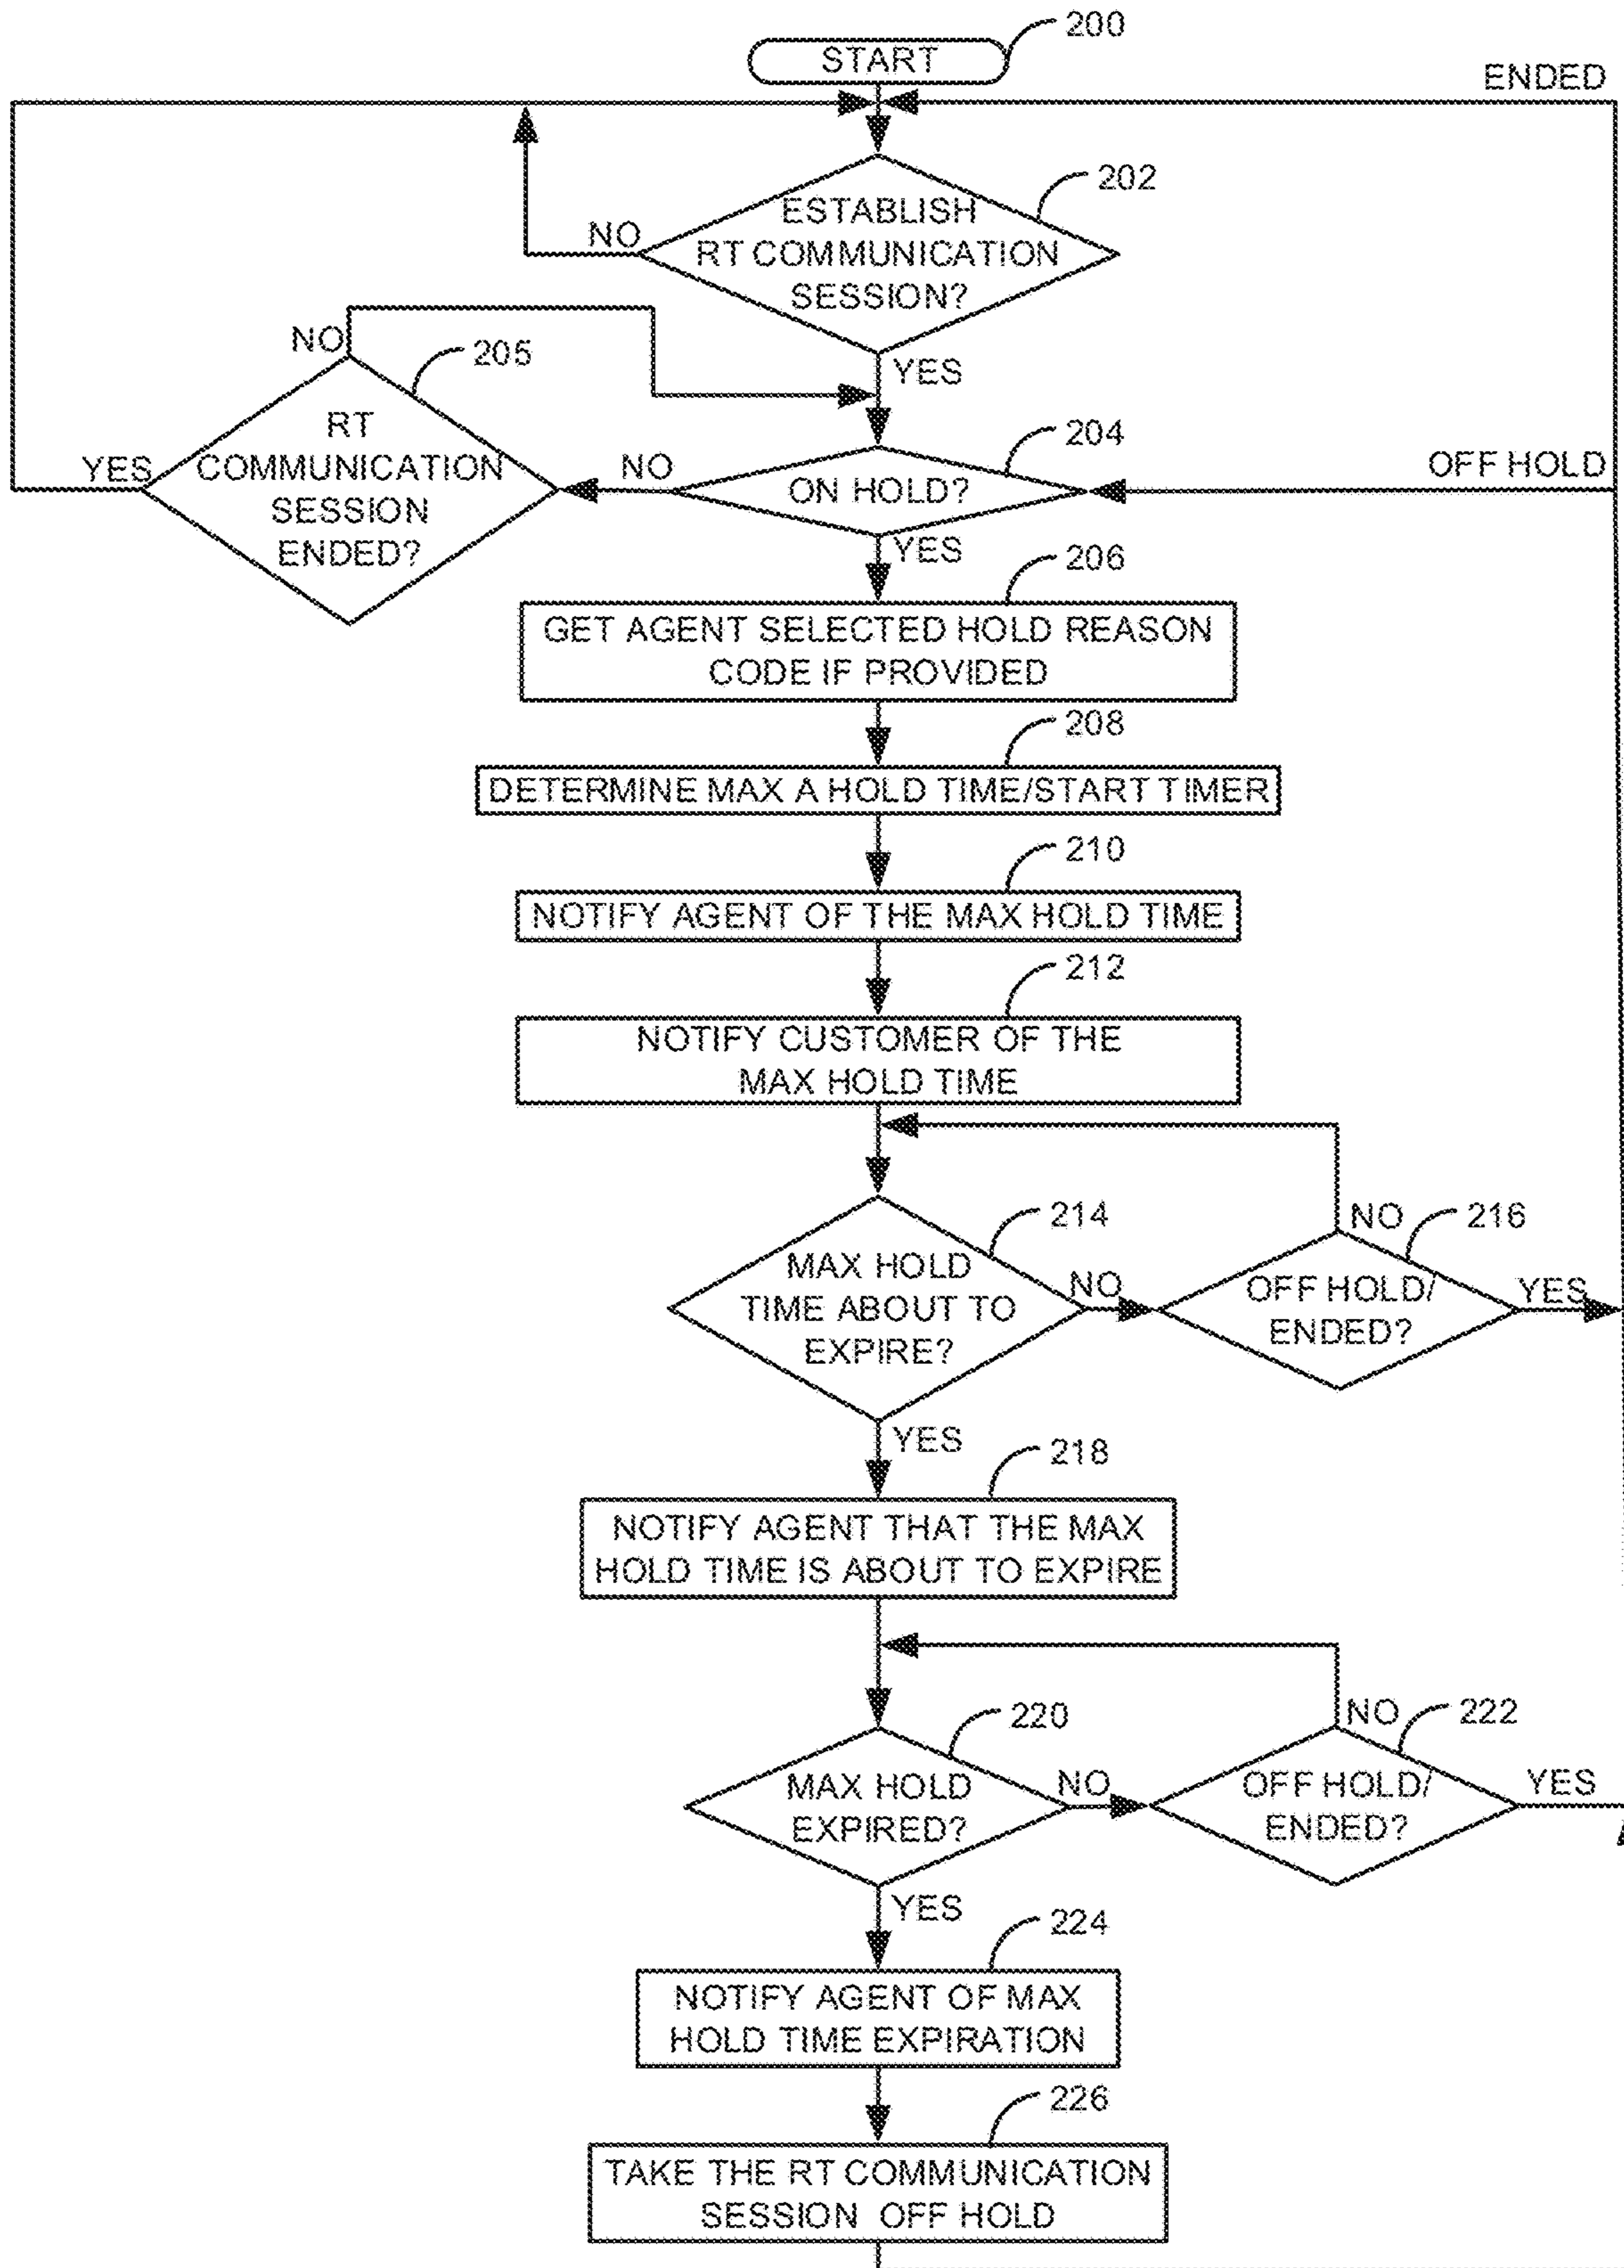 200
START
ENDED
202
ESTABLISH
RT COMMUNICATION
SESSION?
NO
YES
NO
205
RT
COMMUNICATION
SESSION
ENDED?
YES
NO
204
ON HOLD?
OFF HOLD
YES
206
GET AGENT SELECTED HOLD REASON
CODE IF PROVIDED
208
DETERMINE MAX A HOLD TIME/START TIMER
210
NOTIFY AGENT OF THE MAX HOLD TIME
212
NOTIFY CUSTOMER OF THE
MAX HOLD TIME
214
MAX HOLD
TIME ABOUT TO
EXPIRE?
NO
NO
216
OFF HOLD/
ENDED?
YES
YES
218
NOTIFY AGENT THAT THE MAX
HOLD TIME IS ABOUT TO EXPIRE
220
MAX HOLD
EXPIRED?
NO
NO
222
OFF HOLD/
ENDED?
YES
YES
224
NOTIFY AGENT OF MAX
HOLD TIME EXPIRATION
226
TAKE THE RT COMMUNICATION
SESSION OFF HOLD